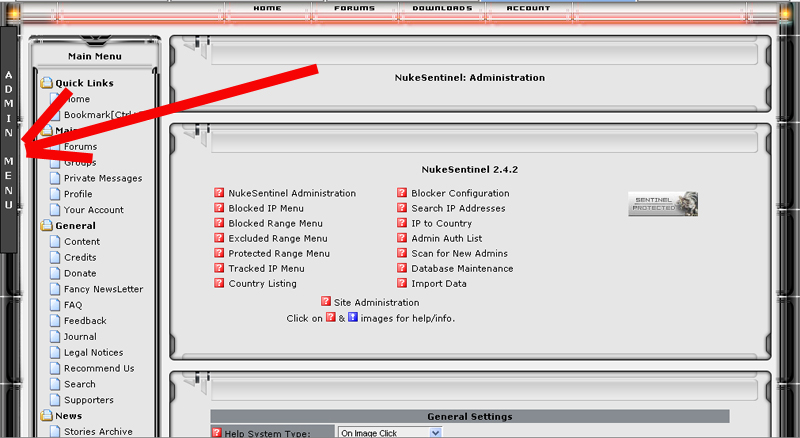 HOME FORUMS DOWNLOADS ACCOUNT
ADMIN MENU
Main Menu
Quick Links
Home
Bookmark[Ctrl+
Main
Forums
Groups
Private Messages
Profile
Your Account
General
Content
Credits
Donate
Fancy NewsLetter
FAQ
Feedback
Journal
Legal Notices
Recommend Us
Search
Supporters
News
Stories Archive
NukeSentinel: Administration
NukeSentinel 2.4.2
NukeSentinel Administration
Blocked IP Menu
Blocked Range Menu
Excluded Range Menu
Protected Range Menu
Tracked IP Menu
Country Listing
Blocker Configuration
Search IP Addresses
IP to Country
Admin Auth List
Scan for New Admins
Database Maintenance
Import Data
SENTINEL
PROTECTED
Site Administration
Click on ? & ! images for help/info.
General Settings
Help System Type: On Image Click